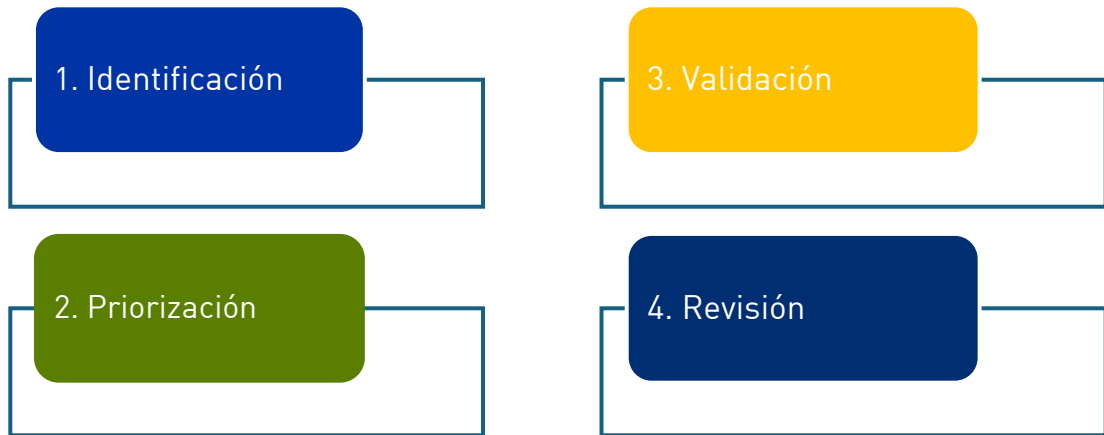 1. Identificación
2. Priorización
3. Validación
4. Revisión